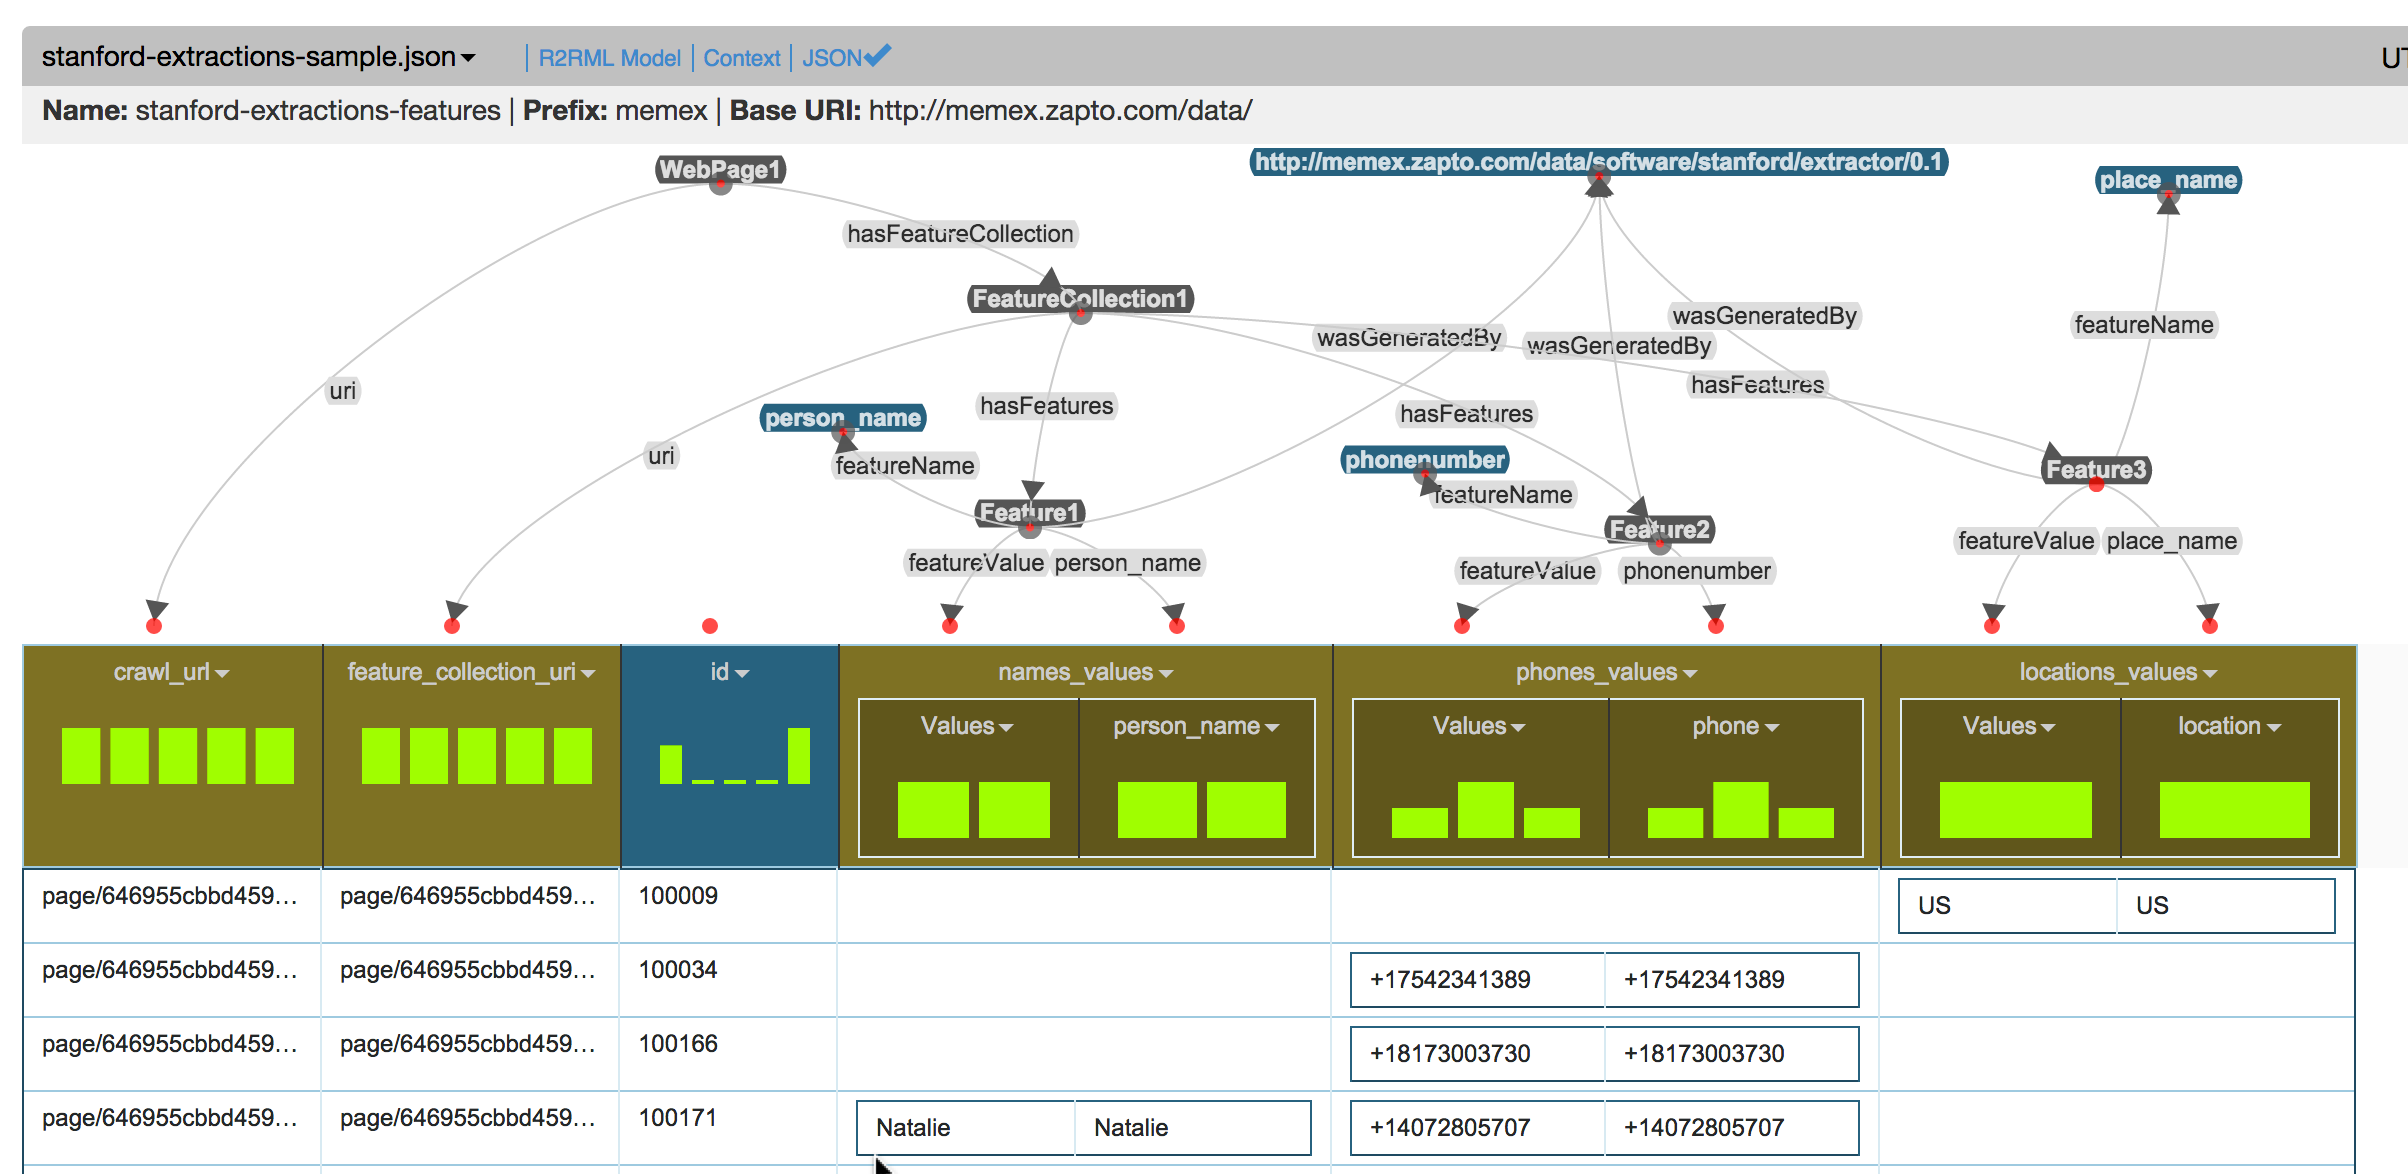 stanford-extractions-sample.json
R2RML Model | Context | JSON
UT
Name: stanford-extractions-features | Prefix: memex | Base URI: http://memex.zapto.com/data/
WebPage1
http://memex.zapto.com/data/software/stanford/extractor/0.1
place_name
hasFeatureCollection
FeatureCollection1
wasGeneratedBy
wasGeneratedBy
wasGeneratedBy
featureName
uri
hasFeatures
hasFeatures
hasFeatures
person_name
uri
featureName
phonenumber
featureName
Feature3
Feature1
Feature2
featureValue
person_name
featureValue
phonenumber
featureValue
place_name
crawl_url feature_collection_uri id names_values phones_values locations_values
Values person_name Values phone Values location
page/646955cbbd459... page/646955cbbd459... 100009 US US
page/646955cbbd459... page/646955cbbd459... 100034 +17542341389 +17542341389
page/646955cbbd459... page/646955cbbd459... 100166 +18173003730 +18173003730
page/646955cbbd459... page/646955cbbd459... 100171 Natalie Natalie +14072805707 +14072805707